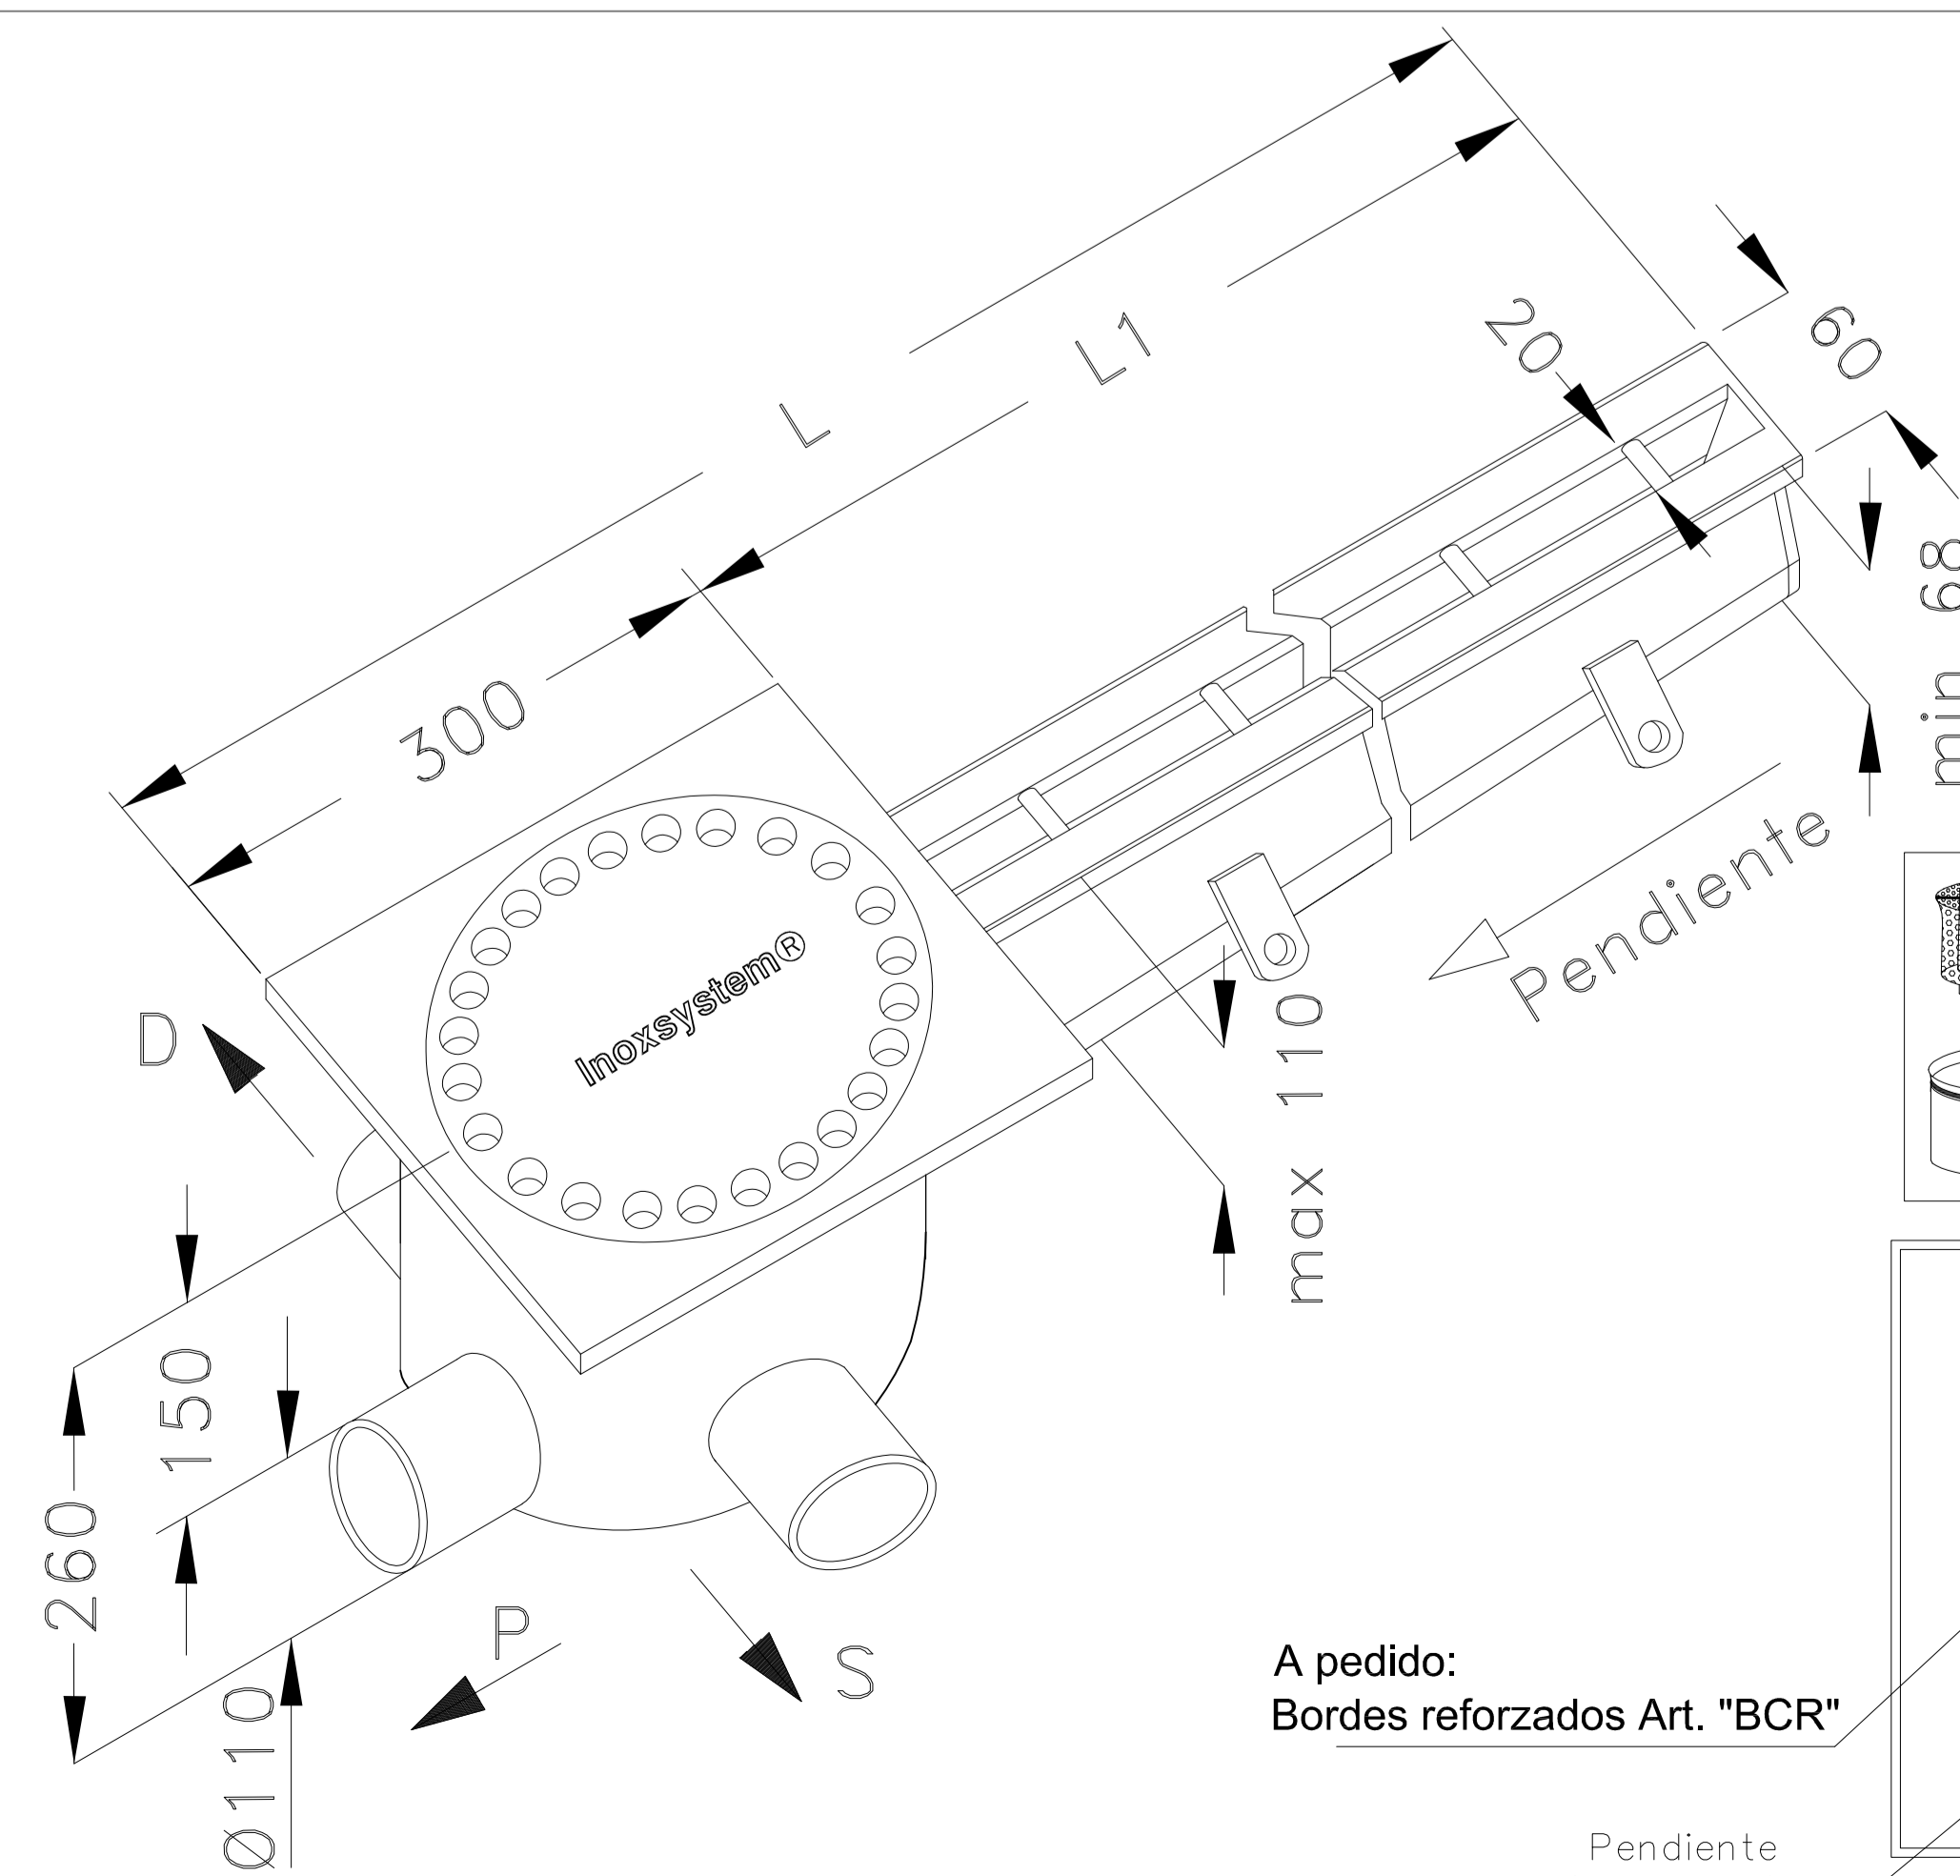 L
L1
20
60
300
min 68
Pendiente
Inoxsystem®
D
max 110
150
260
P
S
Ø110
A pedido:
Bordes reforzados Art. "BCR"
Pendiente